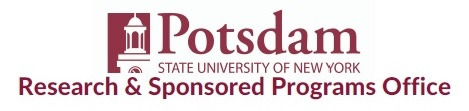 Potsdam
STATE UNIVERSITY OF NEW YORK
Research & Sponsored Programs Office